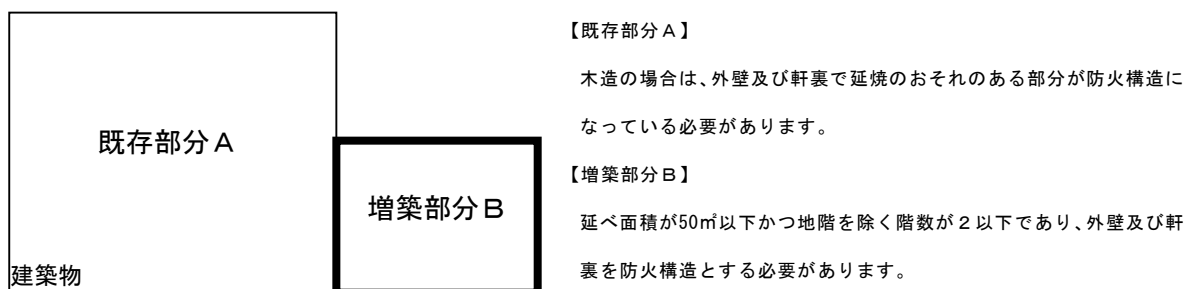 既存部分A
増築部分B
建築物
【既存部分A】
木造の場合は、外壁及び軒裏で延焼のおそれのある部分が防火構造に
なっている必要があります。
【増築部分B】
延べ面積が50㎡以下かつ地階を除く階数が2以下であり、外壁及び軒
裏を防火構造とする必要があります。